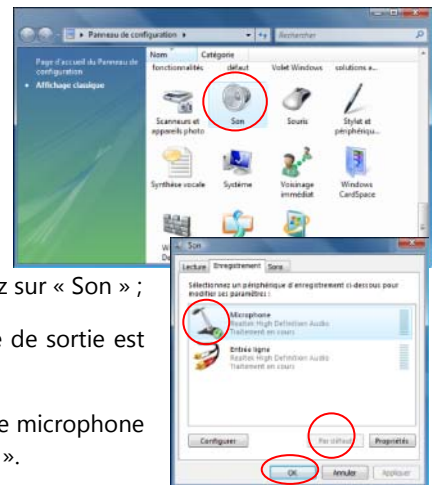 Panneau de configuration
Rechercher
Page d'accueil du Panneau de
configuration
Affichage classique
Nom Catégorie
fonctionnalités défaut Volet Windows solutions a...
Scanneurs et
appareils photo
Son
Souris
Stylet et
périphériqu...
Synthèse vocale
Système
Voisinage
immédiat
Windows
CardSpace
z sur « Son » ;
e de sortie est
e microphone
».
Son
Lecture Enregistrement Sons
Sélectionnez un périphérique d'enregistrement ci-dessous pour
modifier ses paramètres :
Microphone
Realtek High Definition Audio
Traitement en cours
Entrée ligne
Realtek High Definition Audio
Traitement en cours
Configurer Par défaut Propriétés
OK Annuler Appliquer